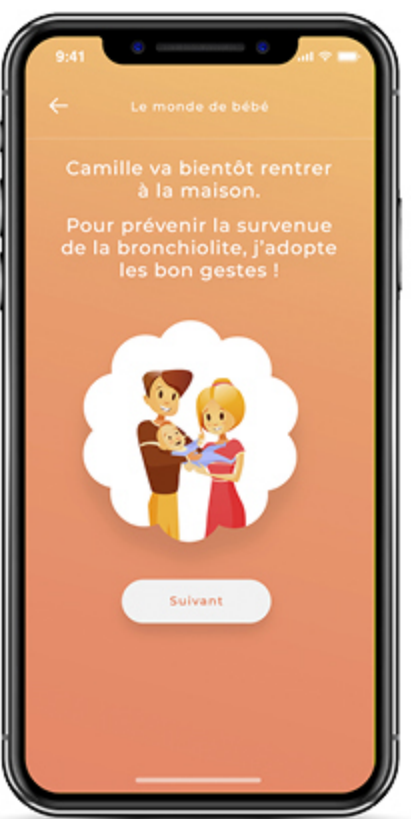 9:41
Le monde de bébé
Camille va bientôt rentrer
à la maison.
Pour prévenir la survenue
de la bronchiolite, j'adopte
les bon gestes !
Suivant